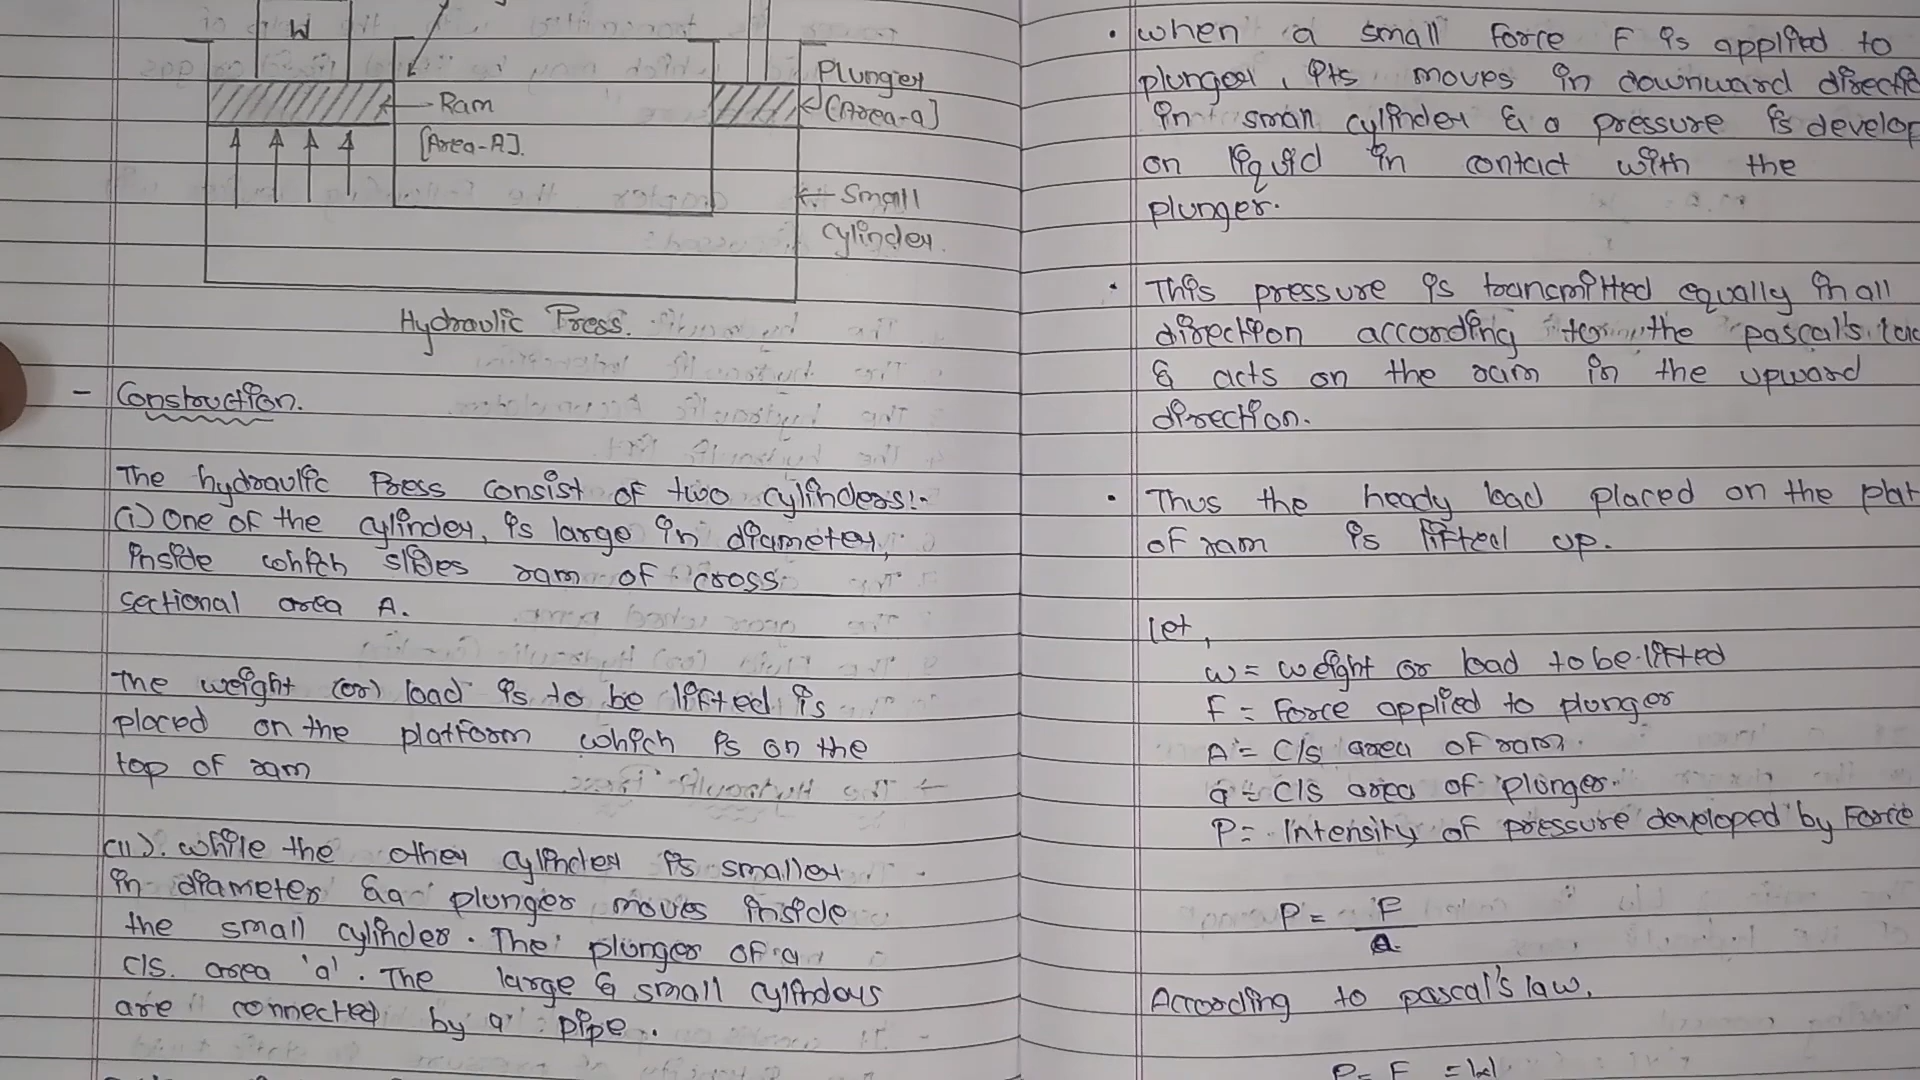 W
Plunger
Ram
(Area-a]
[Area-A].
Small
cylinder.
Hydraulic Press.
- Construction.
The hydraulic Press consist of two cylinders:-
(i) One of the cylinder, is large in diameter,
inside which slides ram of cross
sectional area A.
The weight (or) load is to be lifted is
placed on the platform which is on the
top of ram
(ii). while the other cylinder is smaller
in diameter & a plunger moves inside
the small cylinder. The plunger of a
c/s. area 'a'. The large & small cylinders
are connected by a pipe.
• when a small force F is applied to
plunger, its moves in downward directio
in small cylinder & a pressure is develop
on liquid in contact with the
plunger.
• This pressure is transmitted equally in all
direction according to the pascal's
& acts on the ram in the upward
direction.
• Thus the heady load placed on the plat
of ram is lifted up.
let,
w = weight or load to be lifted
F = Force applied to plunger
A = C/s area of ram.
a = C/s area of plunger.
P = Intensity of pressure developed by Force
P = F
a.
According to pascal's law,
P = F = W